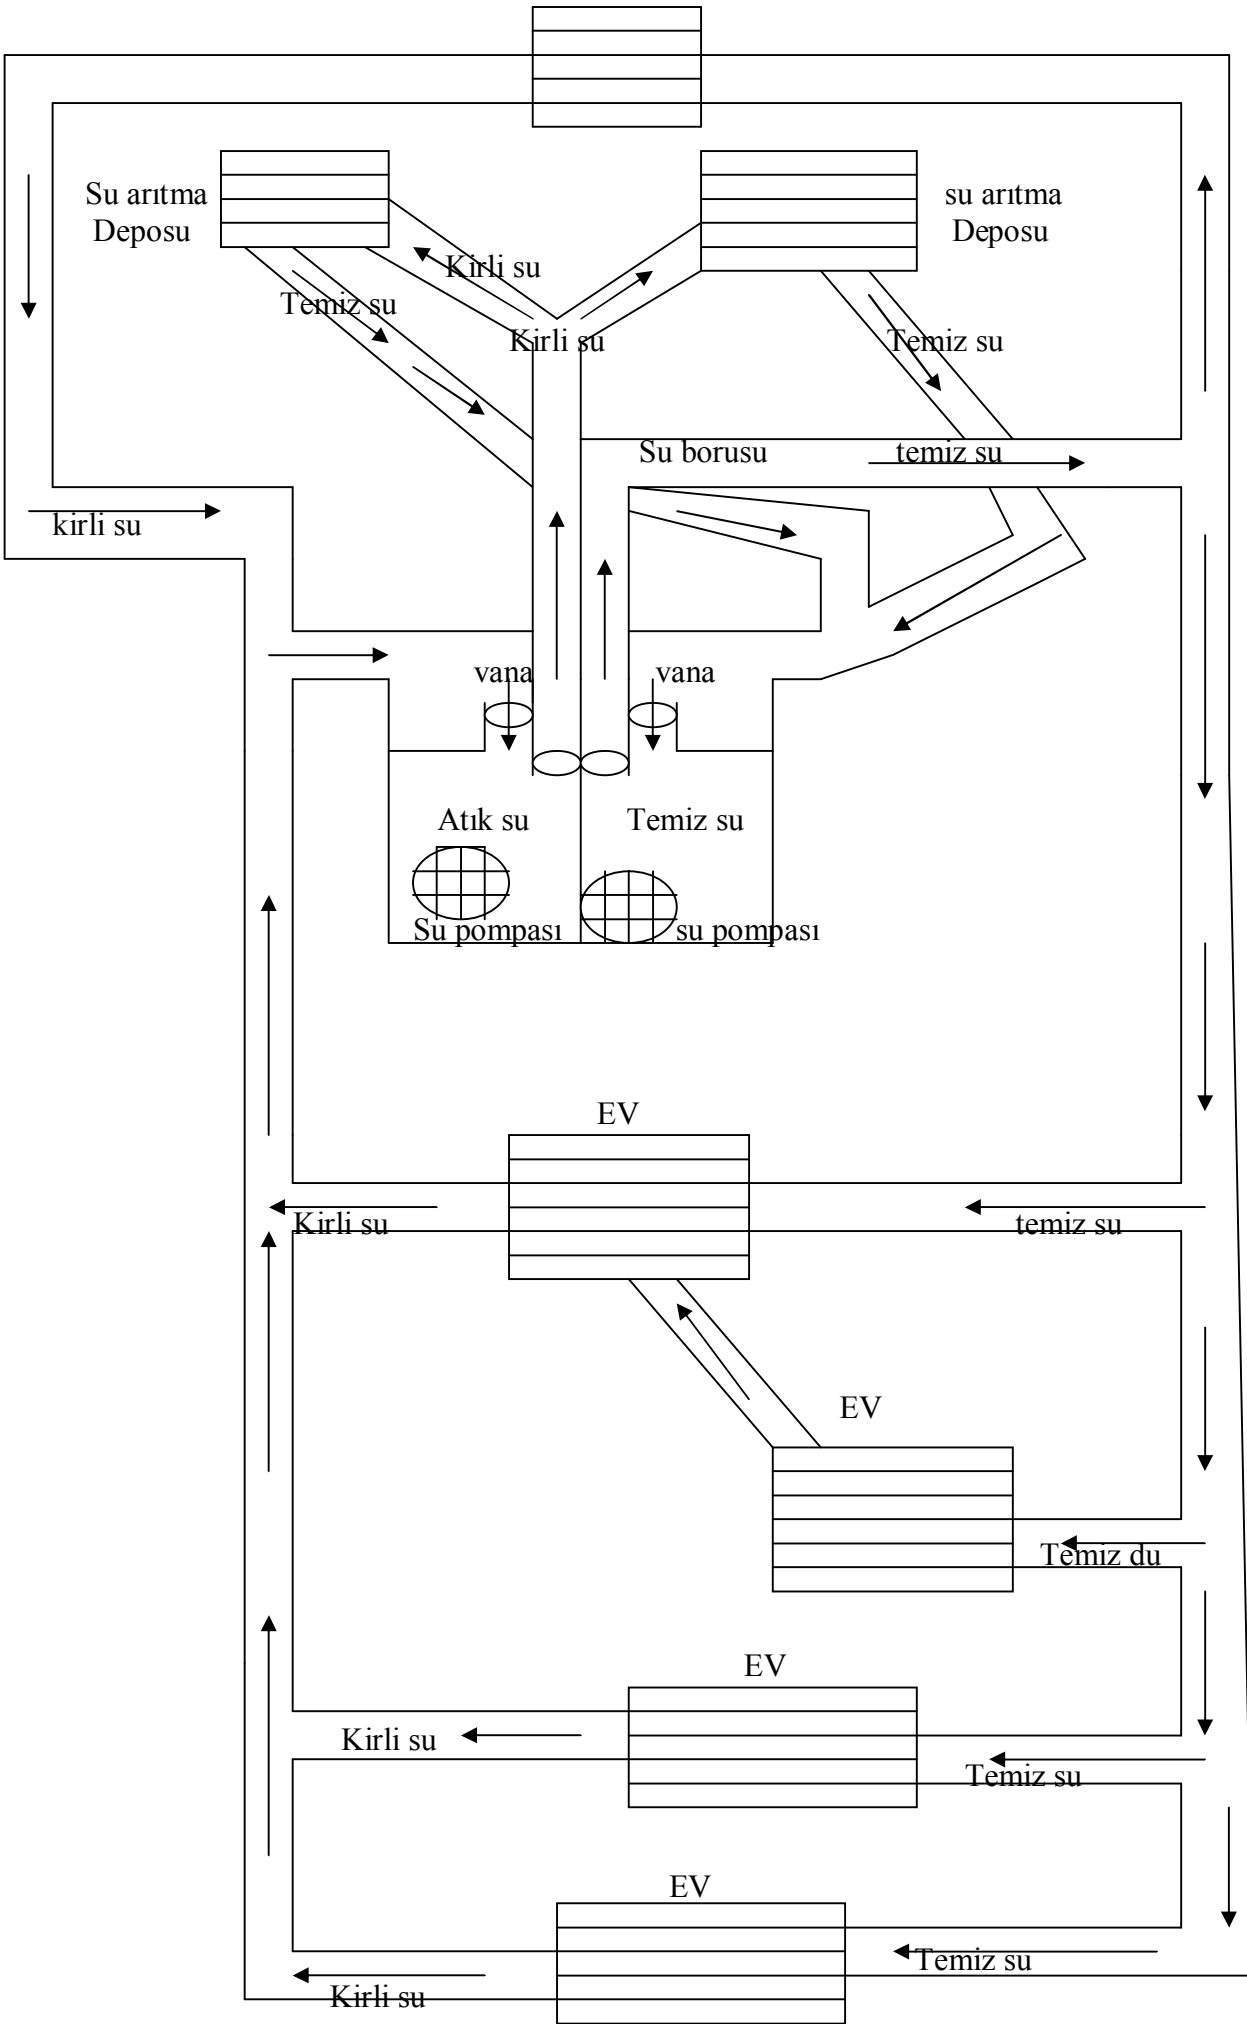 Su arıtma
Deposu
su arıtma
Deposu
Kirli su
Temiz su
Kirli su
Temiz su
Su borusu
temiz su
kirli su
vana
vana
Atık su
Temiz su
Su pompası
su pompası
EV
Kirli su
temiz su
EV
Temiz du
EV
Kirli su
Temiz su
EV
Temiz su
Kirli su